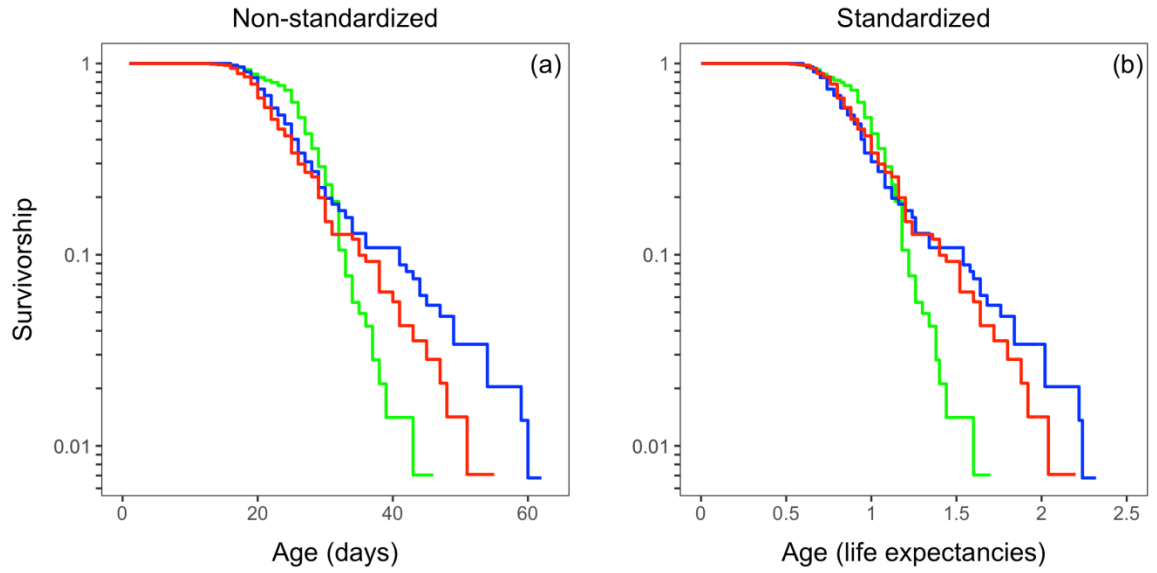 Non-standardized
Standardized
(a)
(b)
Survivorship
1
0.1
0.01
0
20
40
60
Age (days)
1
0.1
0.01
0
0.5
1
1.5
2
2.5
Age (life expectancies)